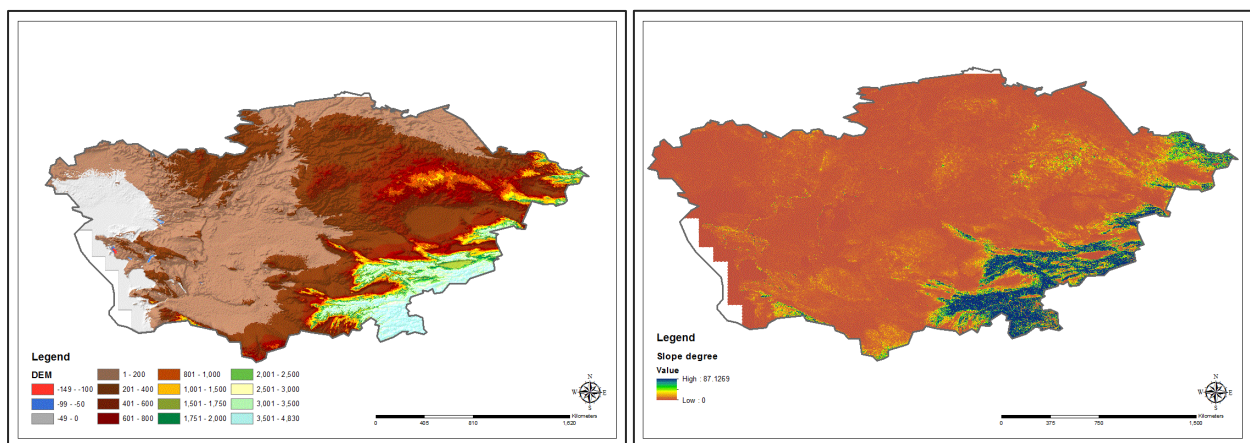 N
W E
S
Legend
DEM
-149 - -100
-99 - -50
-49 - 0
1 - 200
201 - 400
401 - 600
601 - 800
801 - 1,000
1,001 - 1,500
1,501 - 1,750
1,751 - 2,000
2,001 - 2,500
2,501 - 3,000
3,001 - 3,500
3,501 - 4,830
Kilometers
0 405 810 1,620
Legend
Slope degree
Value
High : 87.1269
Low : 0
N
W E
S
Kilometers
0 375 750 1,500